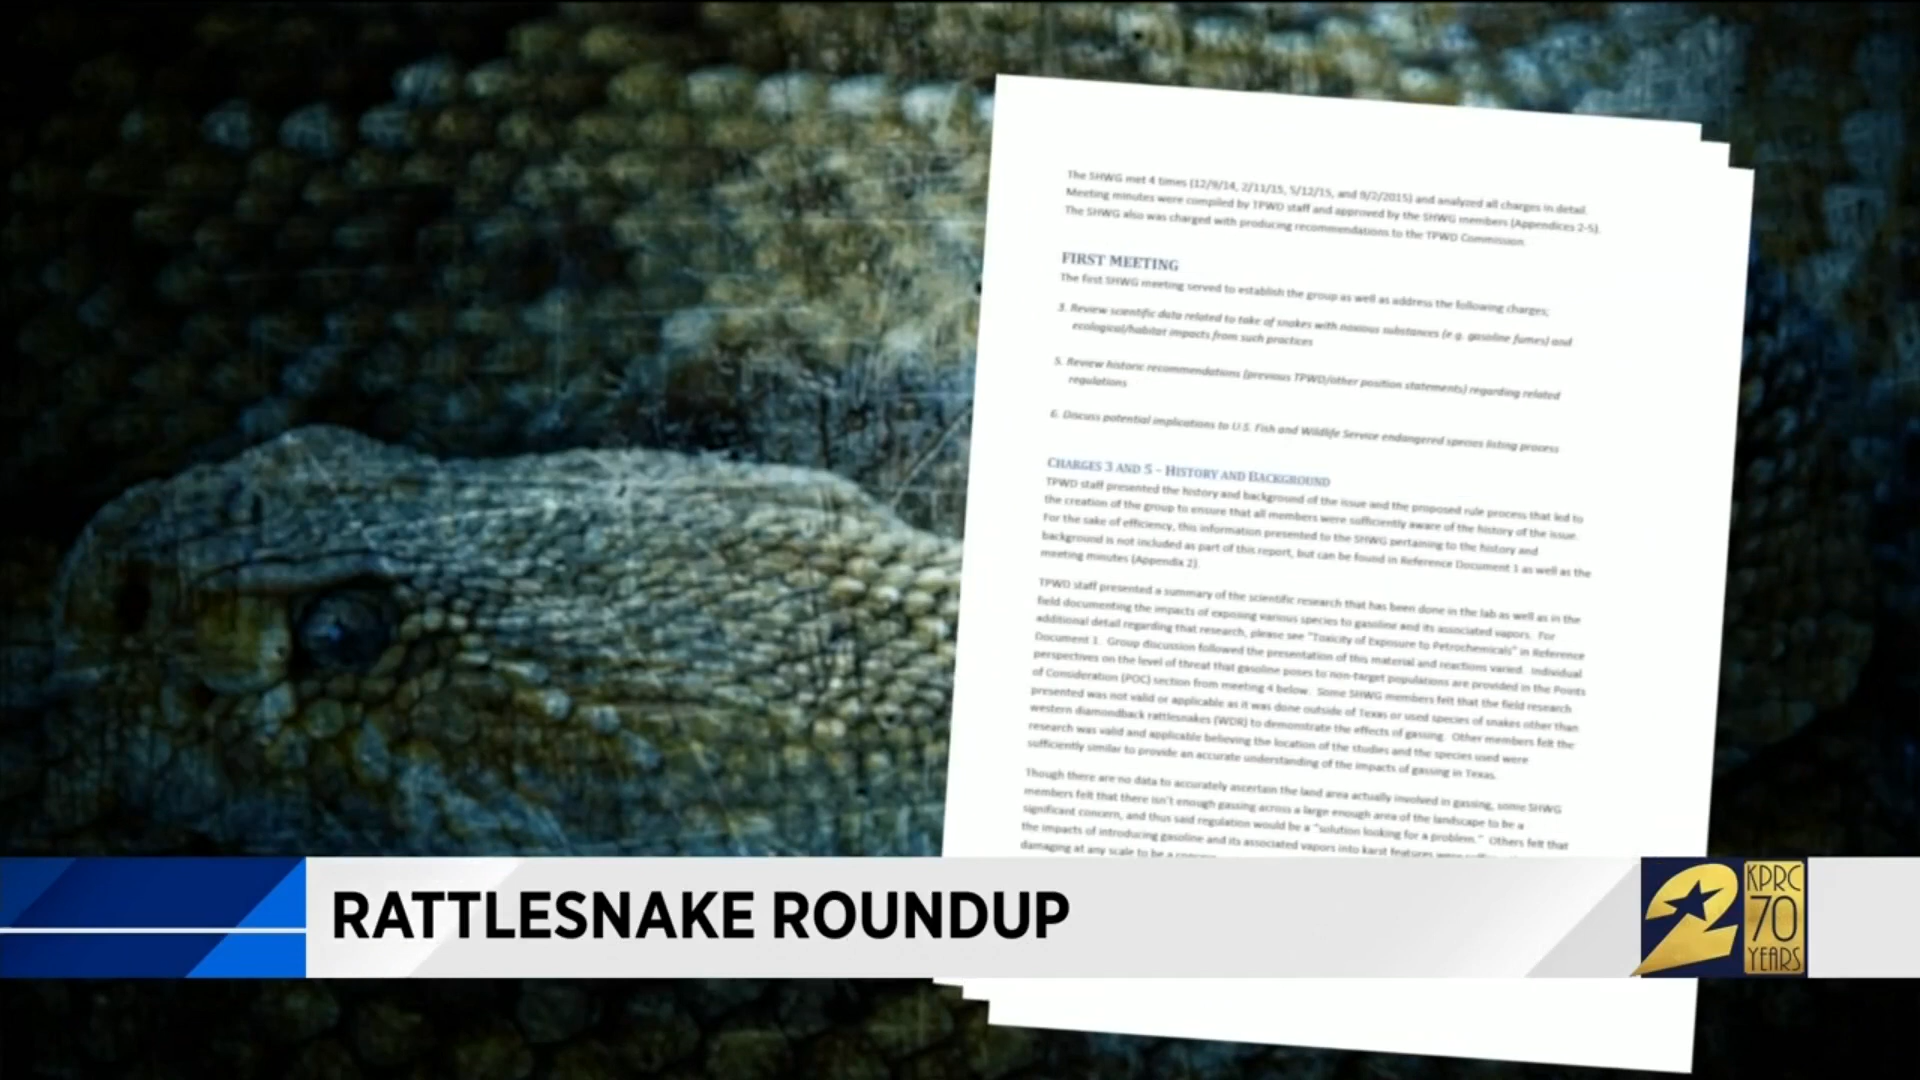 The SHWG met 4 times (12/9/14, 2/11/15, 5/12/15, and 9/2/2015) and analyzed all charges in detail.
Meeting minutes were compiled by TPWD staff and approved by the SHWG members (Appendices 2-5).
The SHWG also was charged with producing recommendations to the TPWD Commission.
FIRST MEETING
The first SHWG meeting served to establish the group as well as address the following charges;
3. Review scientific data related to take of snakes with noxious substances (e.g. gasoline fumes) and
ecological/habitat impacts from such practices
5. Review historic recommendations (previous TPWD/other position statements) regarding related
regulations
6. Discuss potential implications to U.S. Fish and Wildlife Service endangered species listing process
CHARGES 3 AND 5 - HISTORY AND BACKGROUND
TPWD staff presented the history and background of the issue and the proposed rule process that led to
the creation of the group to ensure that all members were sufficiently aware of the history of the issue.
For the sake of efficiency, this information presented to the SHWG pertaining to the history and
background is not included as part of this report, but can be found in Reference Document 1 as well as the
meeting minutes (Appendix 2).
TPWD staff presented a summary of the scientific research that has been done in the lab as well as in the
field documenting the impacts of exposing various species to gasoline and its associated vapors. For
additional detail regarding that research, please see "Toxicity of Exposure to Petrochemicals" in Reference
Document 1. Group discussion followed the presentation of this material and reactions varied. Individual
perspectives on the level of threat that gasoline poses to non-target populations are provided in the Points
of Consideration (POC) section from meeting 4 below. Some SHWG members felt that the field research
presented was not valid or applicable as it was done outside of Texas or used species of snakes other than
western diamondback rattlesnakes (WDR) to demonstrate the effects of gassing. Other members felt the
research was valid and applicable believing the location of the studies and the species used were
sufficiently similar to provide an accurate understanding of the impacts of gassing in Texas.
Though there are no data to accurately ascertain the land area actually involved in gassing, some SHWG
members felt that there isn't enough gassing across a large enough area of the landscape to be a
significant concern, and thus said regulation would be a "solution looking for a problem." Others felt that
the impacts of introducing gasoline and its associated vapors into karst features were
damaging at any scale to be a
RATTLESNAKE ROUNDUP
2
KPRC
70
YEARS